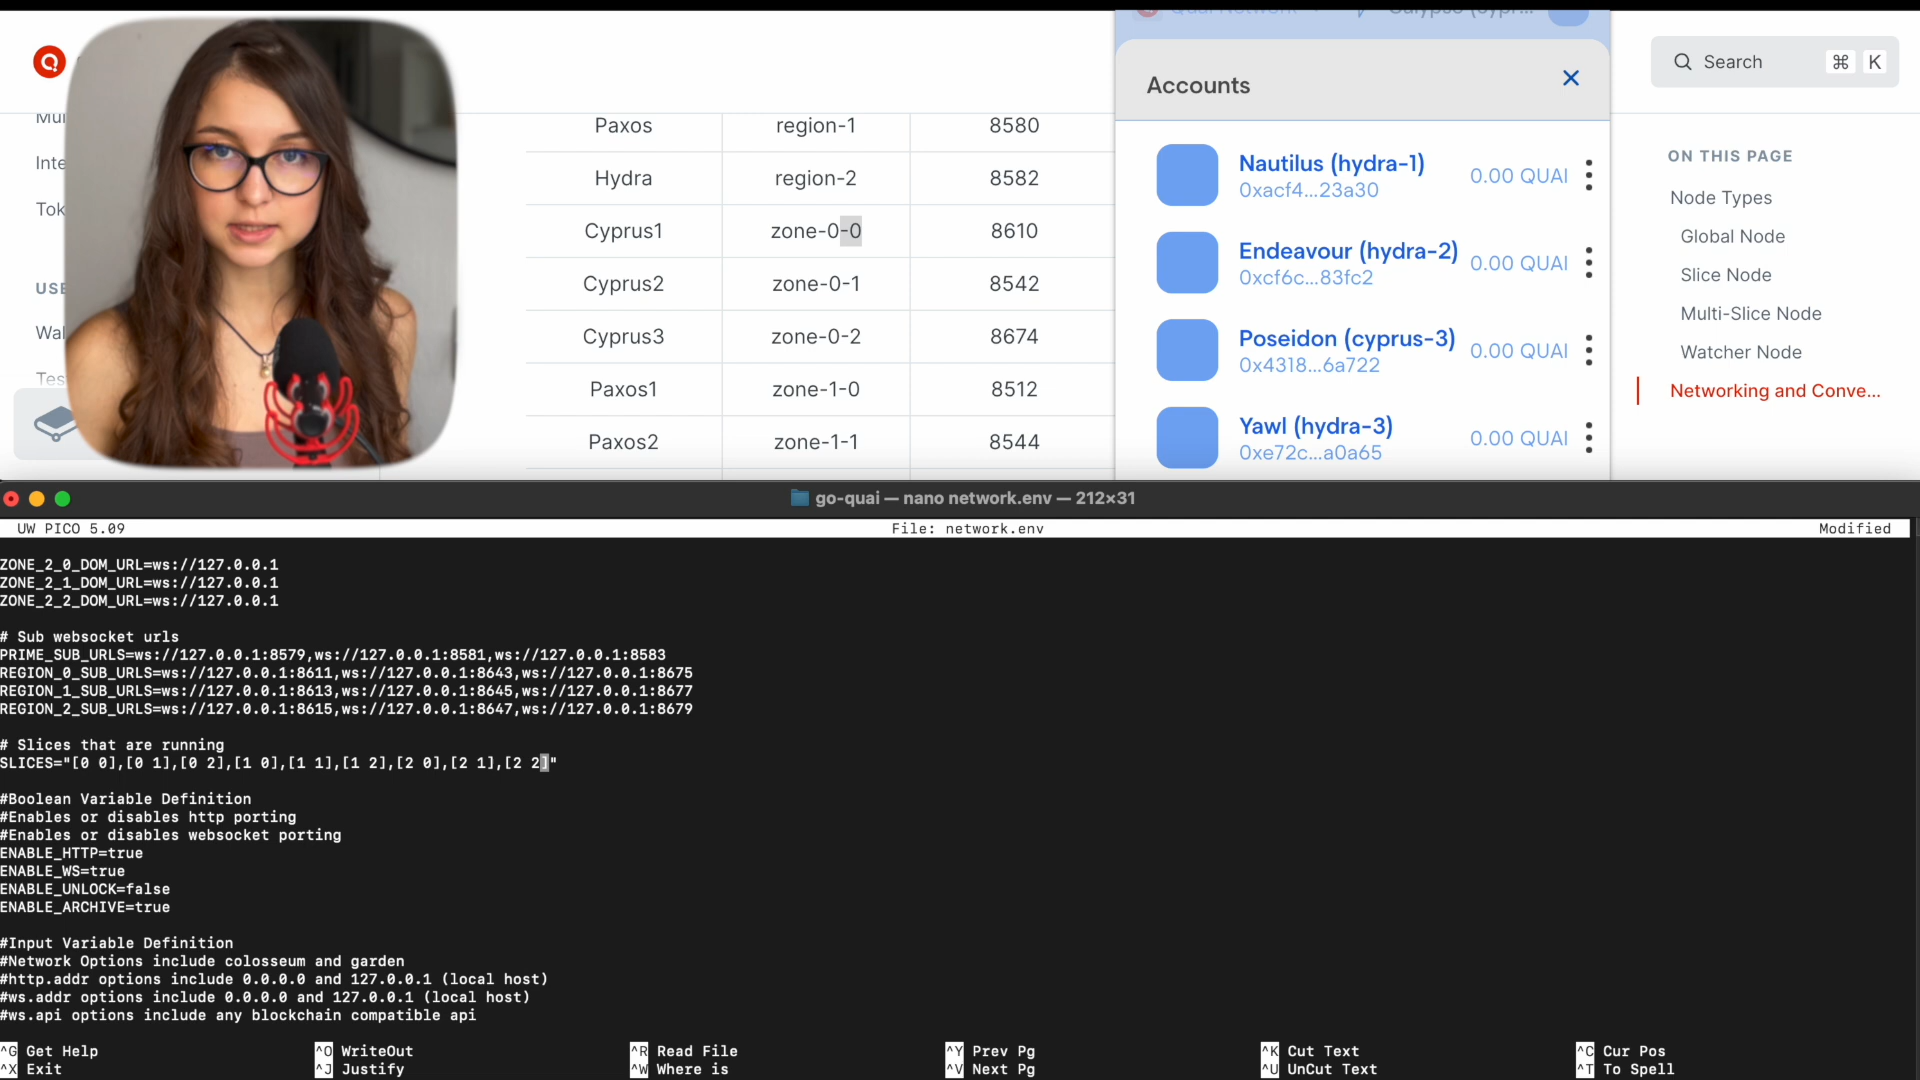 Quai Network
Calypso (cypr...
Search
⌘ K
Accounts
Mul
Inte
Tok
USE
Wal
Tes
Paxos region-1 8580
Hydra region-2 8582
Cyprus1 zone-0-0 8610
Cyprus2 zone-0-1 8542
Cyprus3 zone-0-2 8674
Paxos1 zone-1-0 8512
Paxos2 zone-1-1 8544
Nautilus (hydra-1)
0xacf4...23a30
0.00 QUAI
Endeavour (hydra-2)
0xcf6c...83fc2
0.00 QUAI
Poseidon (cyprus-3)
0x4318...6a722
0.00 QUAI
Yawl (hydra-3)
0xe72c...a0a65
0.00 QUAI
ON THIS PAGE
Node Types
Global Node
Slice Node
Multi-Slice Node
Watcher Node
Networking and Conve...
go-quai — nano network.env — 212×31
UW PICO 5.09 File: network.env Modified
ZONE_2_0_DOM_URL=ws://127.0.0.1
ZONE_2_1_DOM_URL=ws://127.0.0.1
ZONE_2_2_DOM_URL=ws://127.0.0.1
# Sub websocket urls
PRIME_SUB_URLS=ws://127.0.0.1:8579,ws://127.0.0.1:8581,ws://127.0.0.1:8583
REGION_0_SUB_URLS=ws://127.0.0.1:8611,ws://127.0.0.1:8643,ws://127.0.0.1:8675
REGION_1_SUB_URLS=ws://127.0.0.1:8613,ws://127.0.0.1:8645,ws://127.0.0.1:8677
REGION_2_SUB_URLS=ws://127.0.0.1:8615,ws://127.0.0.1:8647,ws://127.0.0.1:8679
# Slices that are running
SLICES="[0 0],[0 1],[0 2],[1 0],[1 1],[1 2],[2 0],[2 1],[2 2]"
#Boolean Variable Definition
#Enables or disables http porting
#Enables or disables websocket porting
ENABLE_HTTP=true
ENABLE_WS=true
ENABLE_UNLOCK=false
ENABLE_ARCHIVE=true
#Input Variable Definition
#Network Options include colosseum and garden
#http.addr options include 0.0.0.0 and 127.0.0.1 (local host)
#ws.addr options include 0.0.0.0 and 127.0.0.1 (local host)
#ws.api options include any blockchain compatible api
^G Get Help ^O WriteOut ^R Read File ^Y Prev Pg ^K Cut Text ^C Cur Pos
^X Exit ^J Justify ^W Where is ^V Next Pg ^U UnCut Text ^T To Spell